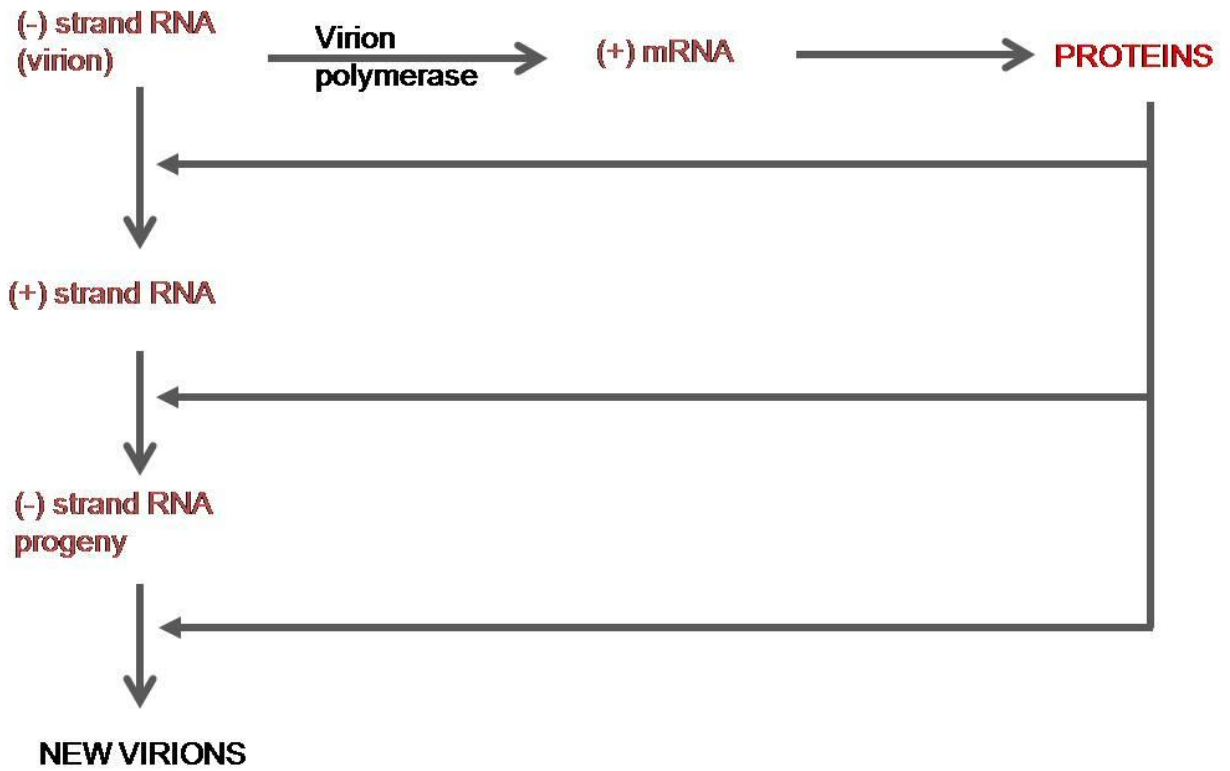 (-) strand RNA
(virion)
Virion
polymerase
(+) mRNA
PROTEINS
(+) strand RNA
(-) strand RNA
progeny
NEW VIRIONS